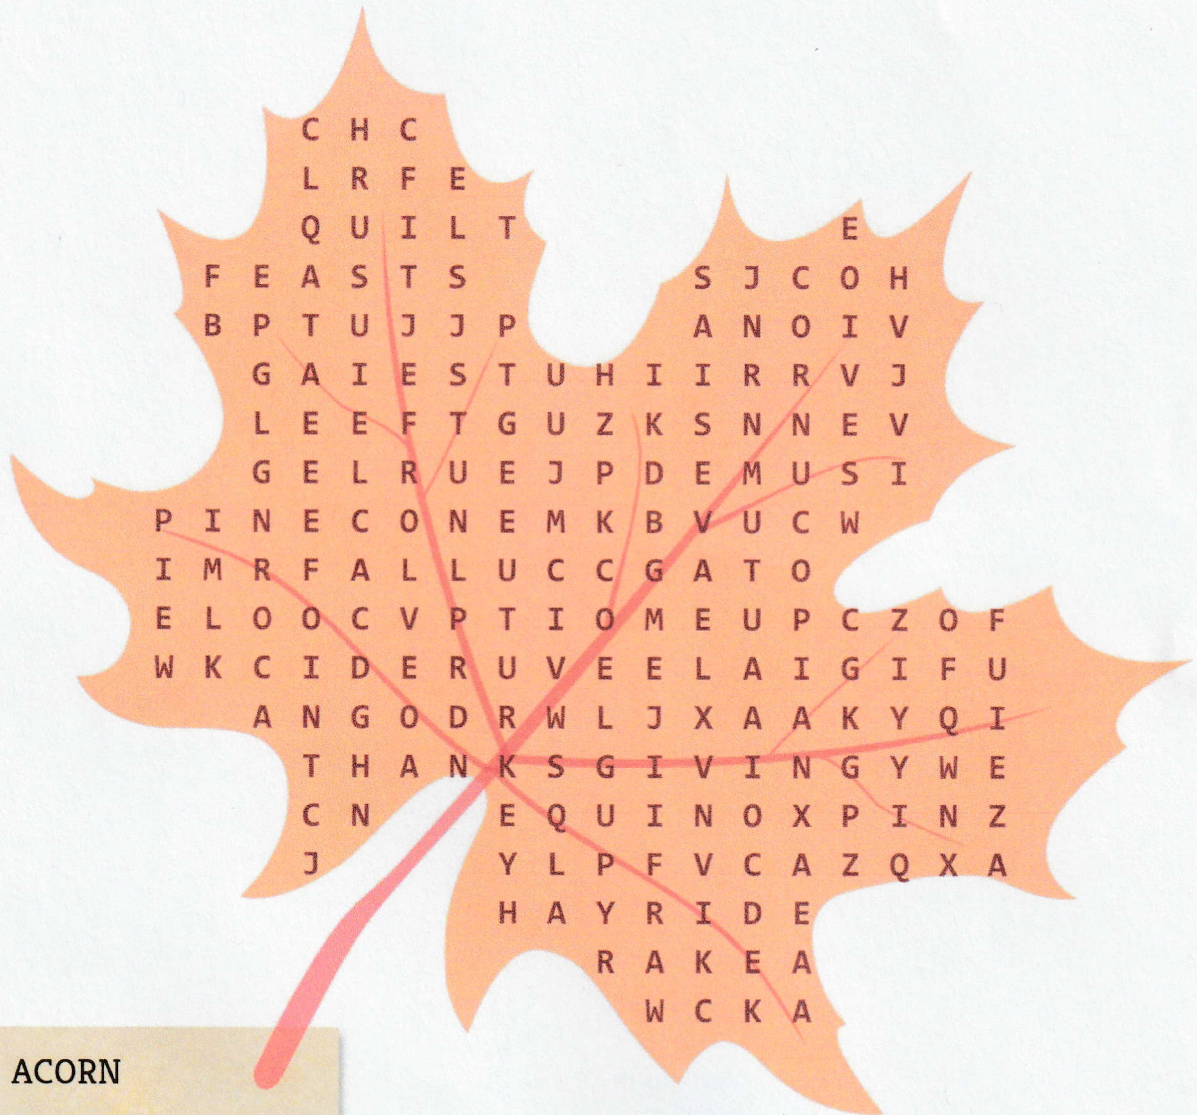 C H C
L R F E
Q U I L T E
F E A S T S S J C O H
B P T U J J P A N O I V
G A I E S T U H I I R R V J
L E E F T G U Z K S N N E V
G E L R U E J P D E M U S I
P I N E C O N E M K B V U C W
I M R F A L L U C C G A T O
E L O O C V P T I O M E U P C Z O F
W K C I D E R U V E E L A I G I F U
A N G O D R W L J X A A K Y Q I
T H A N K S G I V I N G Y W E
C N E Q U I N O X P I N Z
J Y L P F V C A Z Q X A
H A Y R I D E
R A K E A
W C K A
ACORN